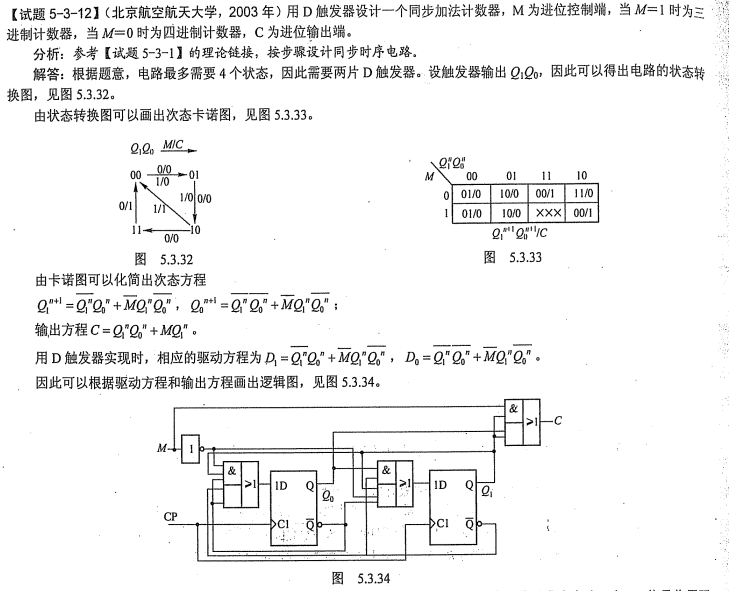 【试题 5-3-12】(北京航空航天大学,2003 年) 用 D 触发器设计一个同步加法计数器,M 为进位控制端,当 M=1 时为三
进制计数器,当 M=0 时为四进制计数器,C 为进位输出端。
分析:参考【试题 5-3-1】的理论链接,按步骤设计同步时序电路。
解答:根据题意,电路最多需要 4 个状态,因此需要两片 D 触发器。设触发器输出 Q₁Q₀,因此可以得出电路的状态转
换图,见图 5.3.32。
由状态转换图可以画出次态卡诺图,见图 5.3.33。
Q₁Q₀ M/C
00 0/0 01
1/0
0/1 1/1 1/0 0/0
11 10
0/0
图 5.3.32
Q₁ⁿQ₀ⁿ
M 00 01 11 10
0 01/0 10/0 00/1 11/0
1 01/0 10/0 ××× 00/1
Q₁ⁿ⁺¹Q₀ⁿ⁺¹/C
图 5.3.33
由卡诺图可以化简出次态方程
Q₁ⁿ⁺¹ = Q̅₁ⁿQ₀ⁿ + M̅Q₁ⁿQ̅₀ⁿ,Q₀ⁿ⁺¹ = Q̅₁ⁿQ̅₀ⁿ + M̅Q₁ⁿQ̅₀ⁿ;
输出方程 C = Q₁ⁿQ₀ⁿ + MQ₁ⁿ。
用 D 触发器实现时,相应的驱动方程为 D₁ = Q̅₁ⁿQ₀ⁿ + M̅Q₁ⁿQ̅₀ⁿ,D₀ = Q̅₁ⁿQ̅₀ⁿ + M̅Q₁ⁿQ̅₀ⁿ。
因此可以根据驱动方程和输出方程画出逻辑图,见图 5.3.34。
& ≥1 C
M 1
& ≥1 1D Q Q₀ & ≥1 1D Q Q₁
CP C1 Q̅ C1 Q̅
图 5.3.34